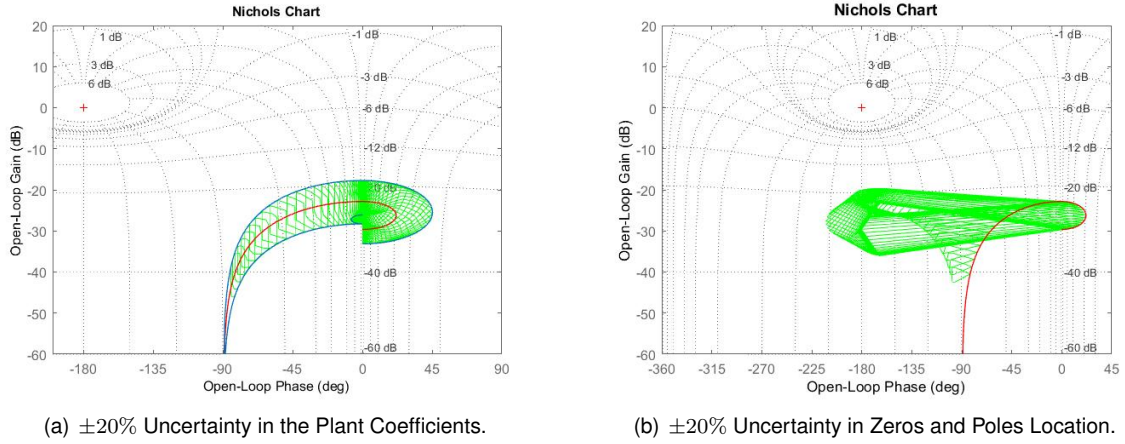 Nichols Chart
20
10
0
-10
-20
-30
-40
-50
-60
Open-Loop Gain (dB)
1 dB
3 dB
6 dB
-1 dB
-3 dB
-6 dB
-12 dB
-40 dB
-60 dB
-180
-135
-90
-45
0
45
90
Open-Loop Phase (deg)
(a) ±20% Uncertainty in the Plant Coefficients.
Nichols Chart
20
10
0
-10
-20
-30
-40
-50
-60
Open-Loop Gain (dB)
1 dB
3 dB
6 dB
-1 dB
-3 dB
-6 dB
-12 dB
-20 dB
-40 dB
-60 dB
-360
-315
-270
-225
-180
-135
-90
-45
0
45
Open-Loop Phase (deg)
(b) ±20% Uncertainty in Zeros and Poles Location.